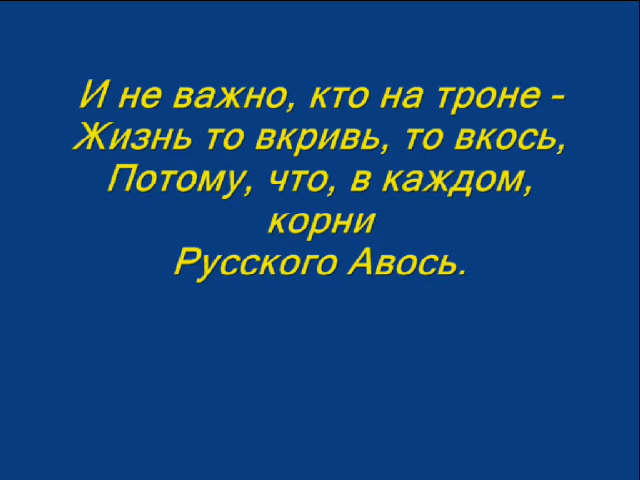 И не важно, кто на троне -
Жизнь то вкривь, то вкось,
Потому, что, в каждом,
корни
Русского Авось.